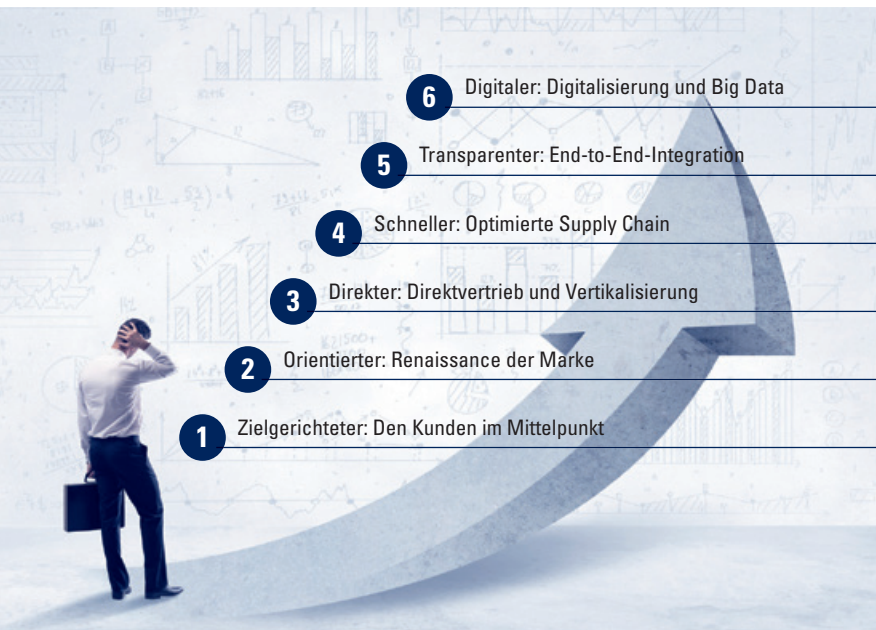 6 Digitaler: Digitalisierung und Big Data
5 Transparenter: End-to-End-Integration
4 Schneller: Optimierte Supply Chain
3 Direkter: Direktvertrieb und Vertikalisierung
2 Orientierter: Renaissance der Marke
1 Zielgerichteter: Den Kunden im Mittelpunkt